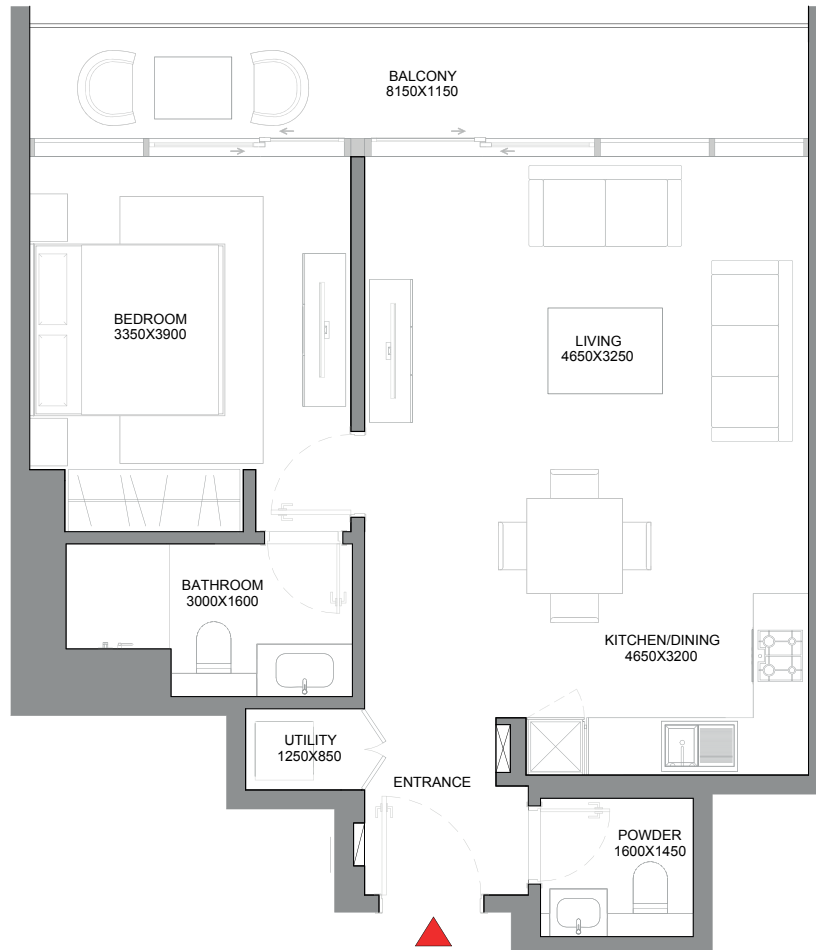 BALCONY
8150X1150
BEDROOM
3350X3900
LIVING
4650X3250
BATHROOM
3000X1600
KITCHEN/DINING
4650X3200
UTILITY
1250X850
ENTRANCE
POWDER
1600X1450